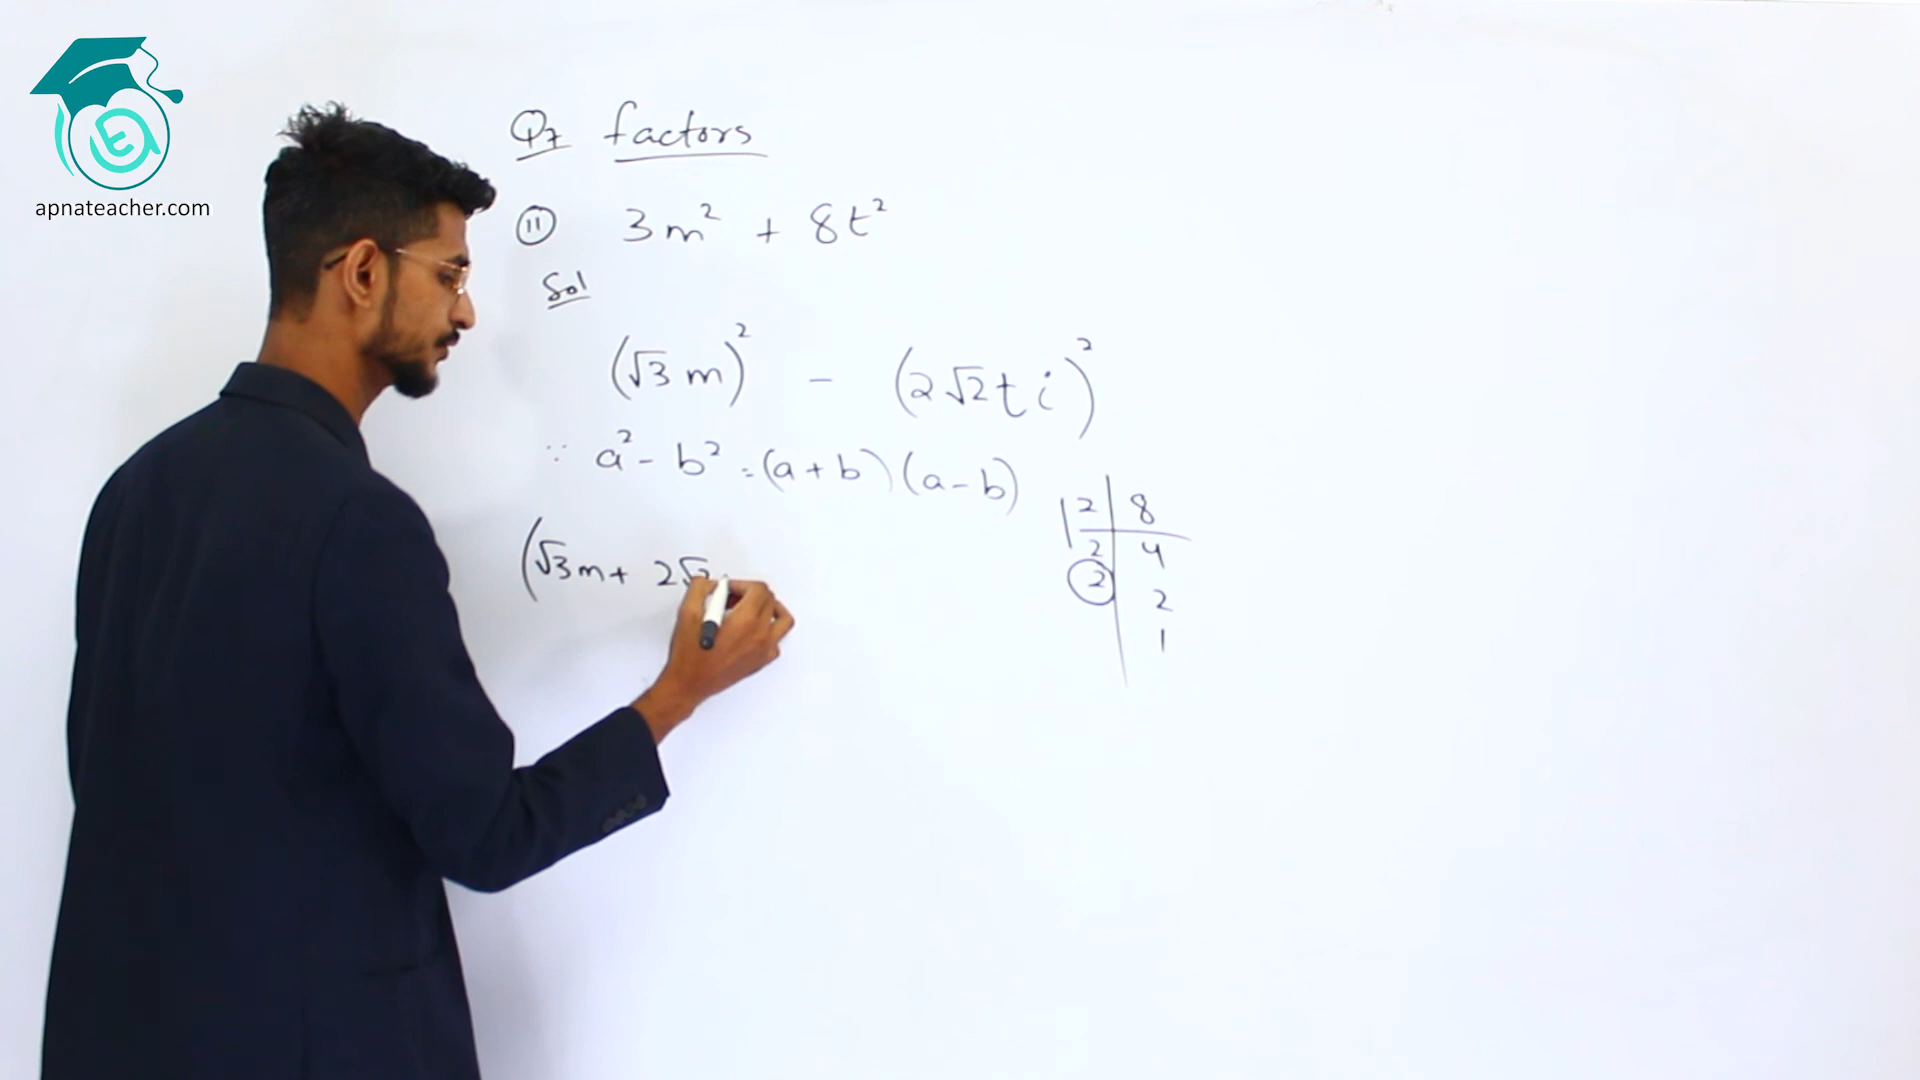 apnateacher.com
Q7 factors
(11) 3m² + 8t²
Sol
(√3 m)² - (2√2 t i)²
∵ a² - b² = (a + b) (a - b)
(√3m + 2√2
2 | 8
2 | 4
2 | 2
1